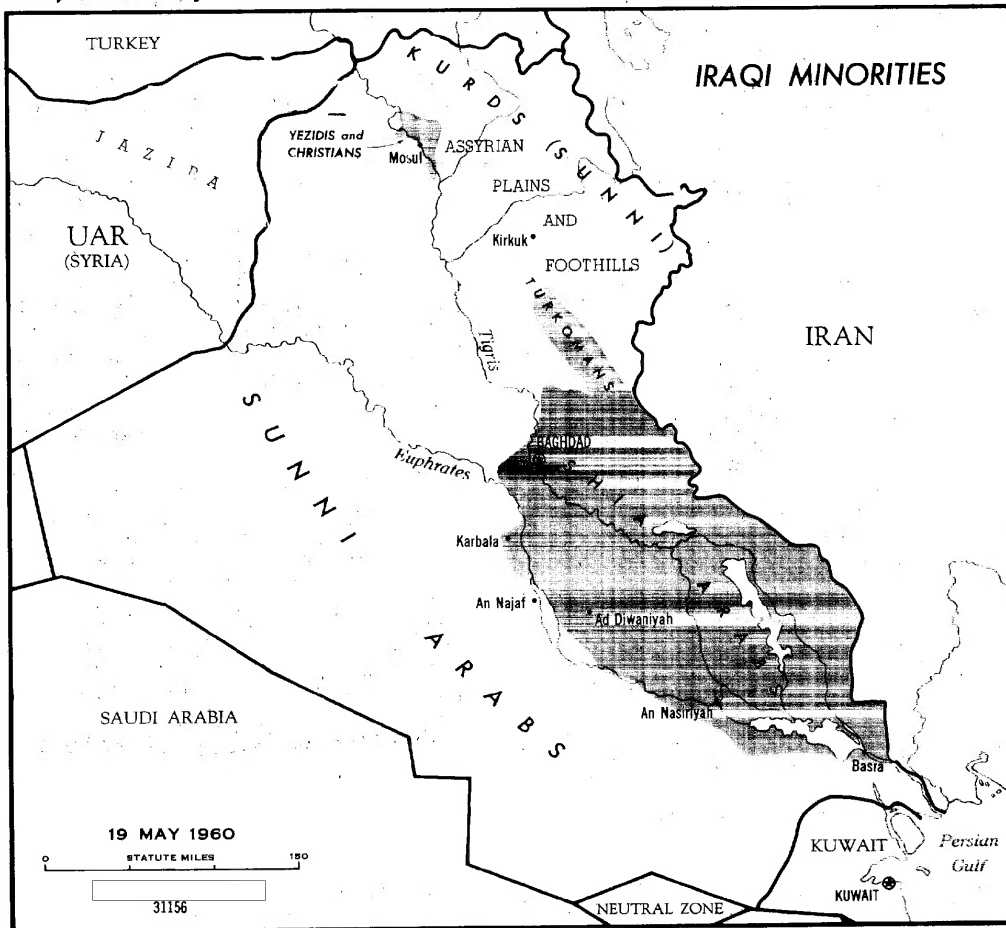 IRAQI MINORITIES
TURKEY
KURDS (SUNNI)
JAZIRA
YEZIDIS and
CHRISTIANS
Mosul
ASSYRIAN
PLAINS
AND
FOOTHILLS
Kirkuk
UAR
(SYRIA)
TURKOMANS
IRAN
Tigris
SUNNI
ARABS
BAGHDAD
Euphrates
SHIA
ARABS
Karbala
An Najaf
Ad Diwaniyah
An Nasiriyah
Basra
SAUDI ARABIA
KUWAIT
Persian
Gulf
KUWAIT
NEUTRAL ZONE
19 MAY 1960
STATUTE MILES
0 150
31156